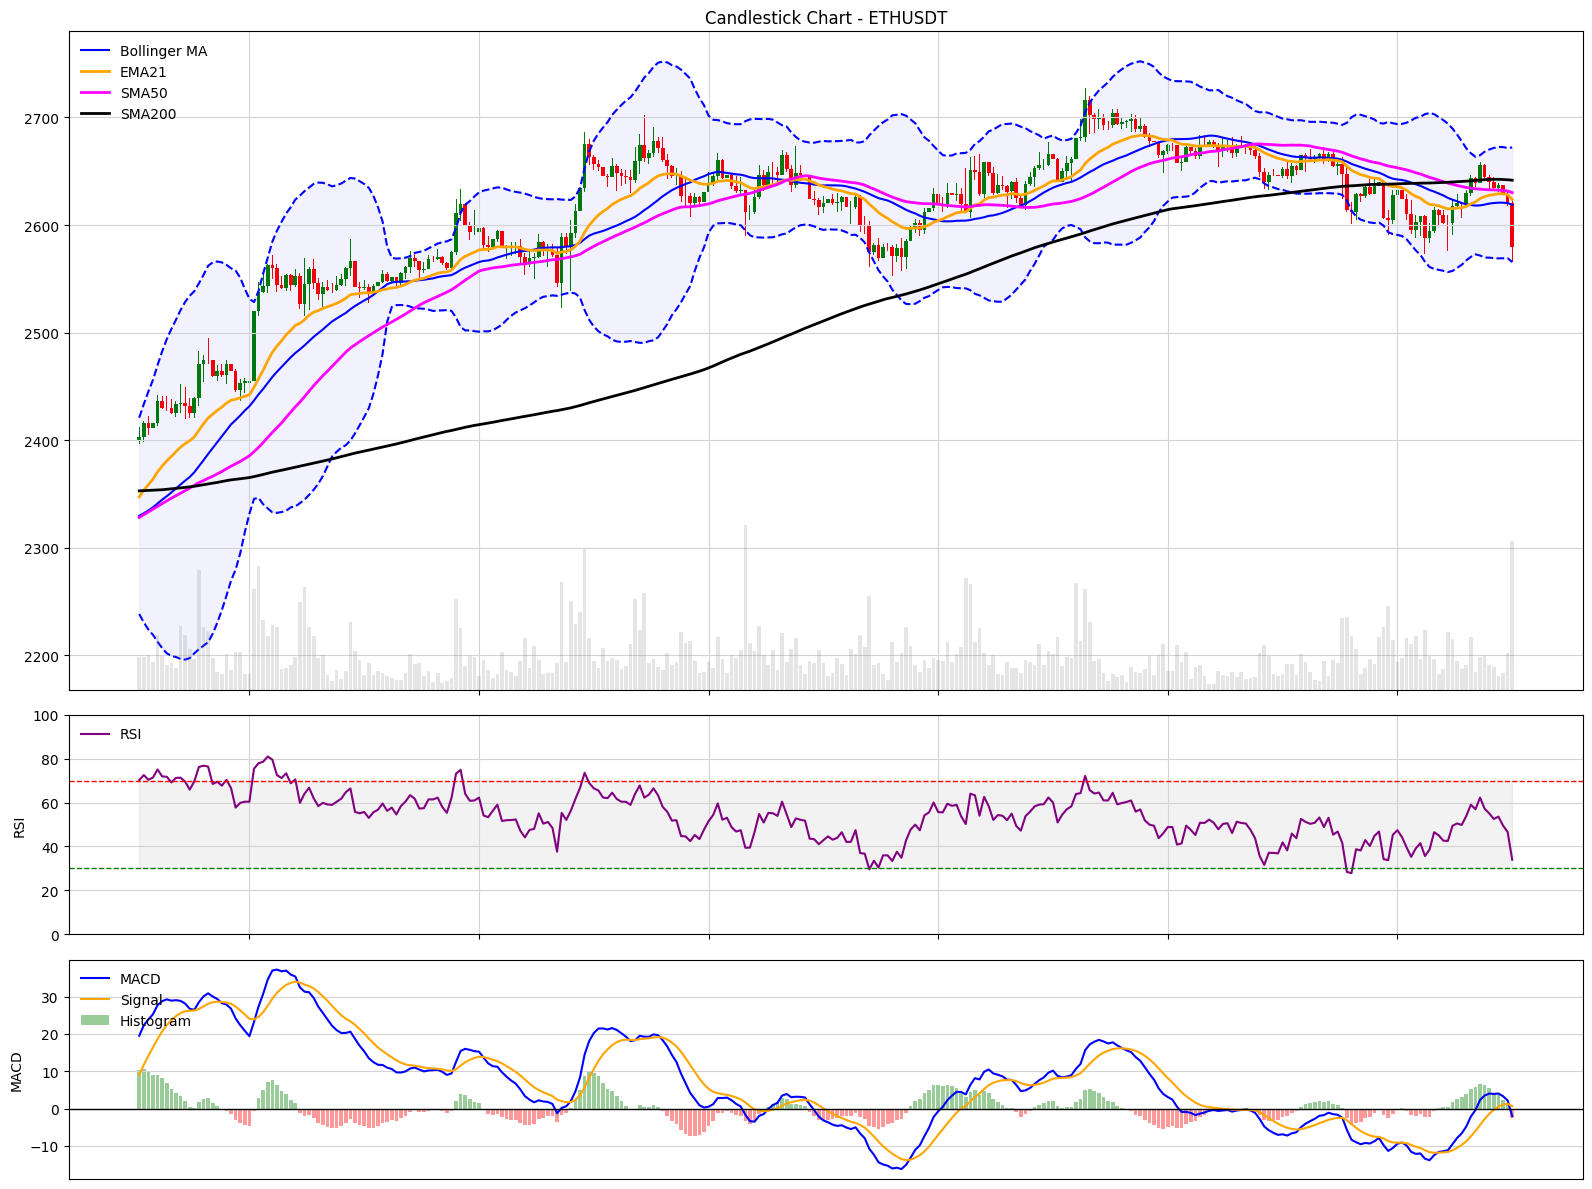 Candlestick Chart - ETHUSDT
Bollinger MA
EMA21
SMA50
SMA200
2700
2600
2500
2400
2300
2200
RSI
100
80
60
40
20
0
RSI
MACD
Signal
Histogram
30
20
10
0
−10
MACD